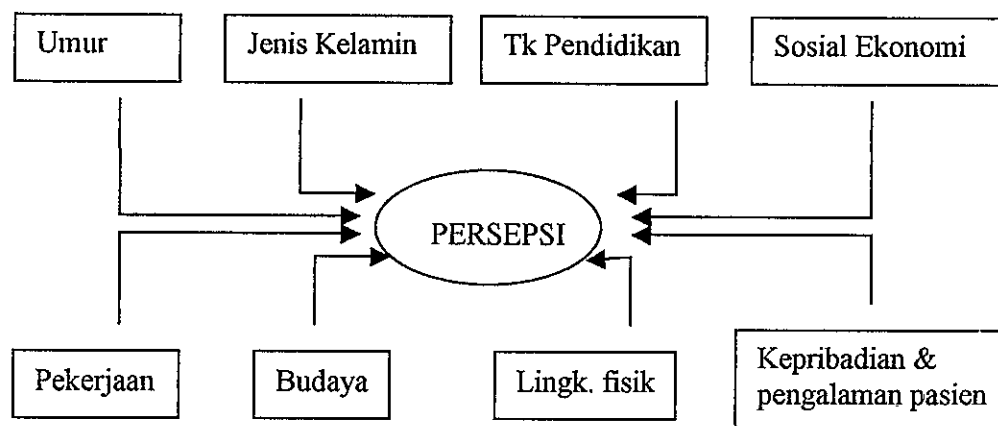 Umur
Jenis Kelamin
Tk Pendidikan
Sosial Ekonomi
PERSEPSI
Pekerjaan
Budaya
Lingk. fisik
Kepribadian &
pengalaman pasien